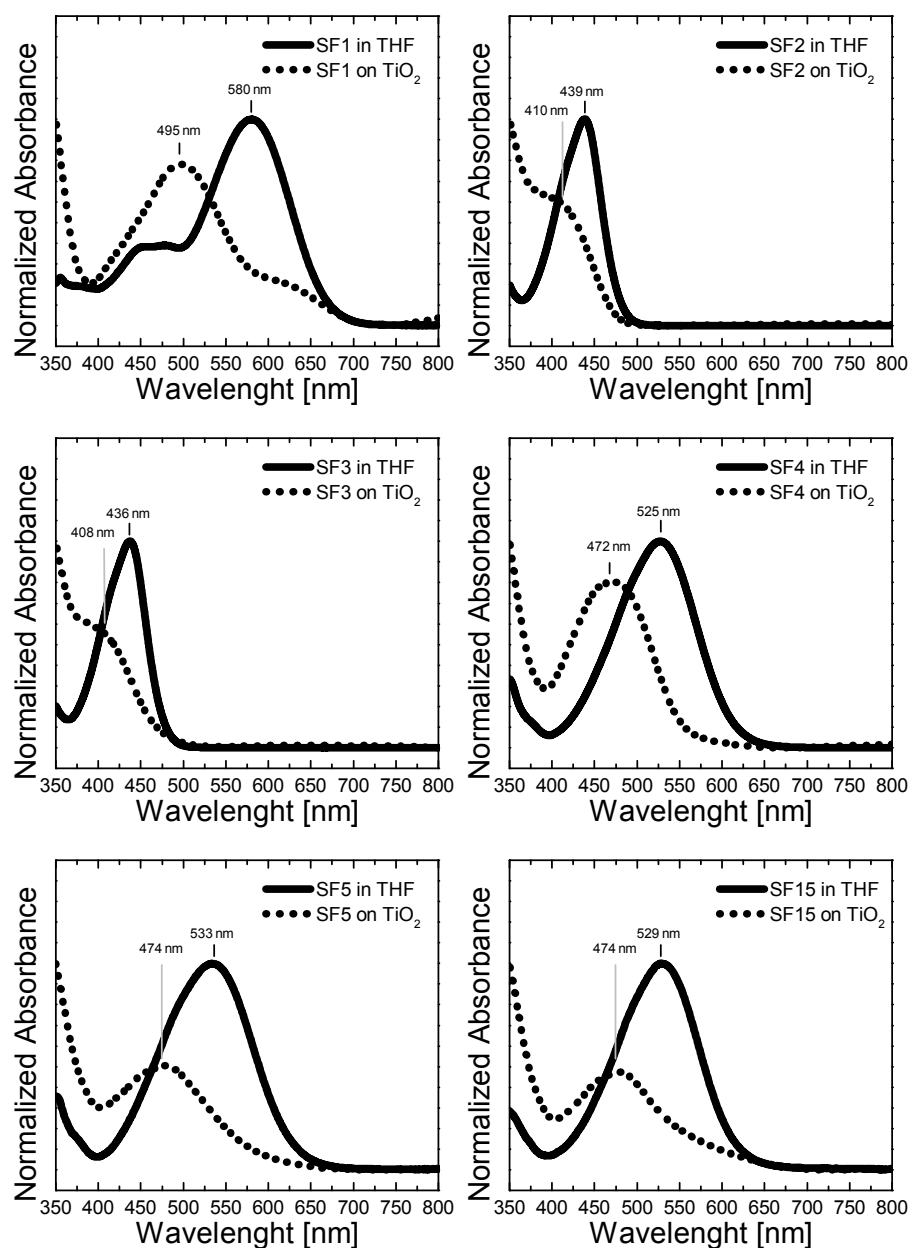 SF1 in THF
SF1 on TiO₂
580 nm
495 nm
Normalized Absorbance
350 400 450 500 550 600 650 700 750 800
Wavelenght [nm]
SF2 in THF
SF2 on TiO₂
439 nm
410 nm
Normalized Absorbance
350 400 450 500 550 600 650 700 750 800
Wavelenght [nm]
SF3 in THF
SF3 on TiO₂
436 nm
408 nm
Normalized Absorbance
350 400 450 500 550 600 650 700 750 800
Wavelenght [nm]
SF4 in THF
SF4 on TiO₂
525 nm
472 nm
Normalized Absorbance
350 400 450 500 550 600 650 700 750 800
Wavelenght [nm]
SF5 in THF
SF5 on TiO₂
533 nm
474 nm
Normalized Absorbance
350 400 450 500 550 600 650 700 750 800
Wavelenght [nm]
SF15 in THF
SF15 on TiO₂
529 nm
474 nm
Normalized Absorbance
350 400 450 500 550 600 650 700 750 800
Wavelenght [nm]